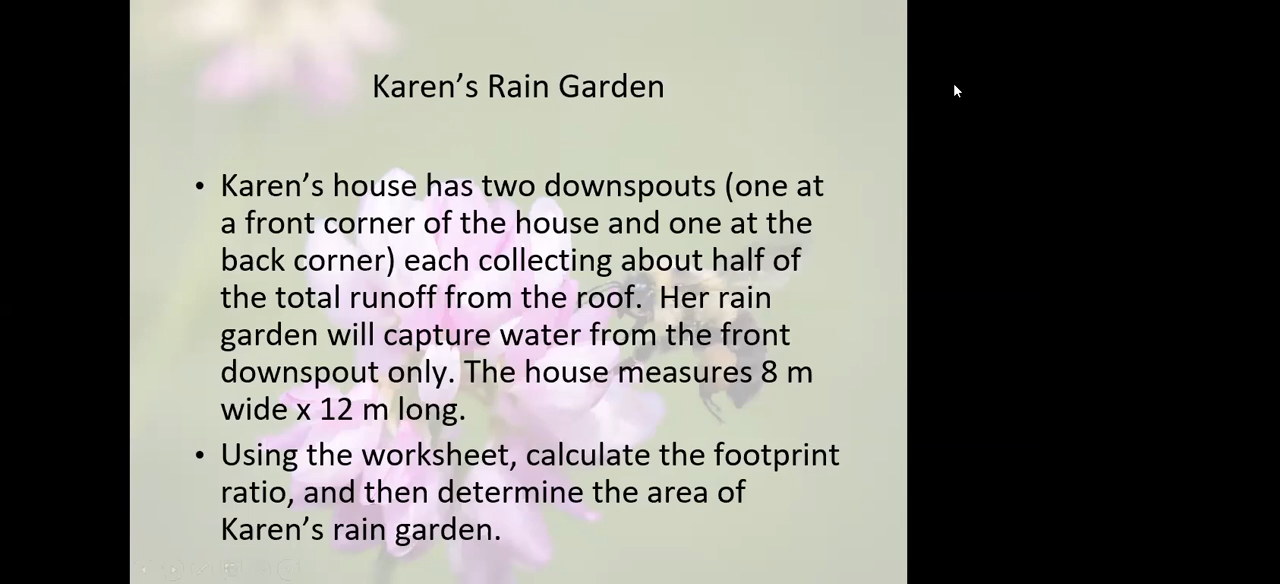 Karen’s Rain Garden
• Karen’s house has two downspouts (one at
a front corner of the house and one at the
back corner) each collecting about half of
the total runoff from the roof.  Her rain
garden will capture water from the front
downspout only. The house measures 8 m
wide x 12 m long.
• Using the worksheet, calculate the footprint
ratio, and then determine the area of
Karen’s rain garden.